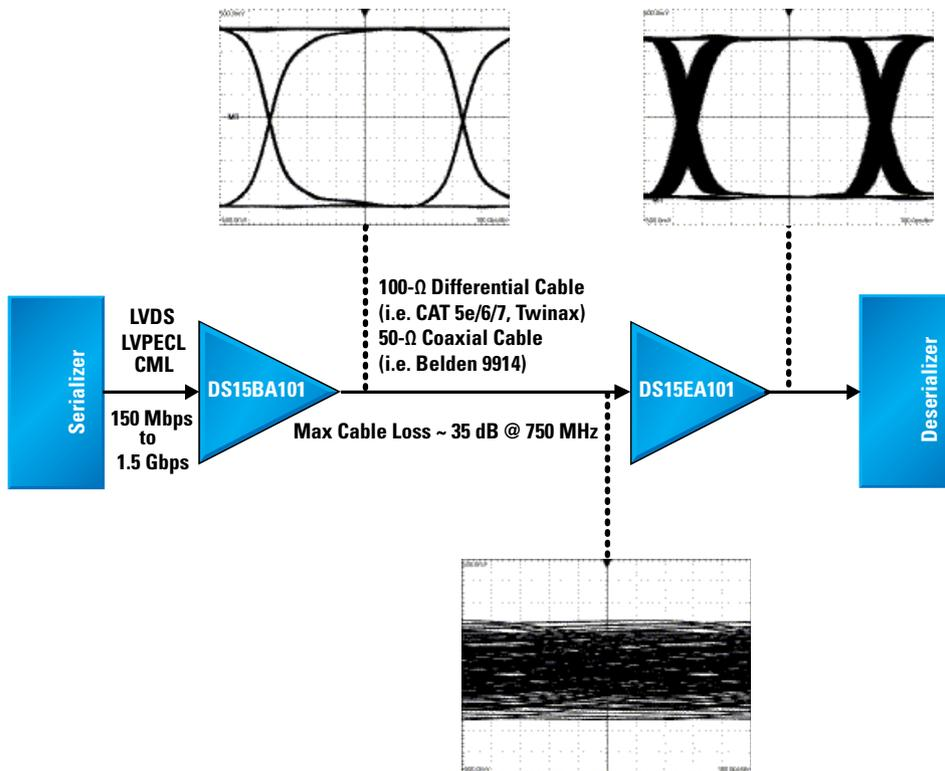 100-Ω Differential Cable
(i.e. CAT 5e/6/7, Twinax)
50-Ω Coaxial Cable
(i.e. Belden 9914)
Serializer
LVDS
LVPECL
CML
150 Mbps
to
1.5 Gbps
DS15BA101
Max Cable Loss ~ 35 dB @ 750 MHz
DS15EA101
Deserializer